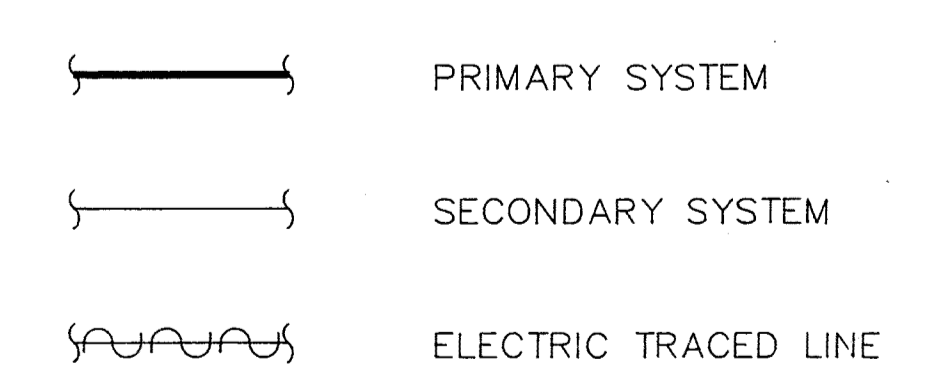 PRIMARY SYSTEM
SECONDARY SYSTEM
ELECTRIC TRACED LINE